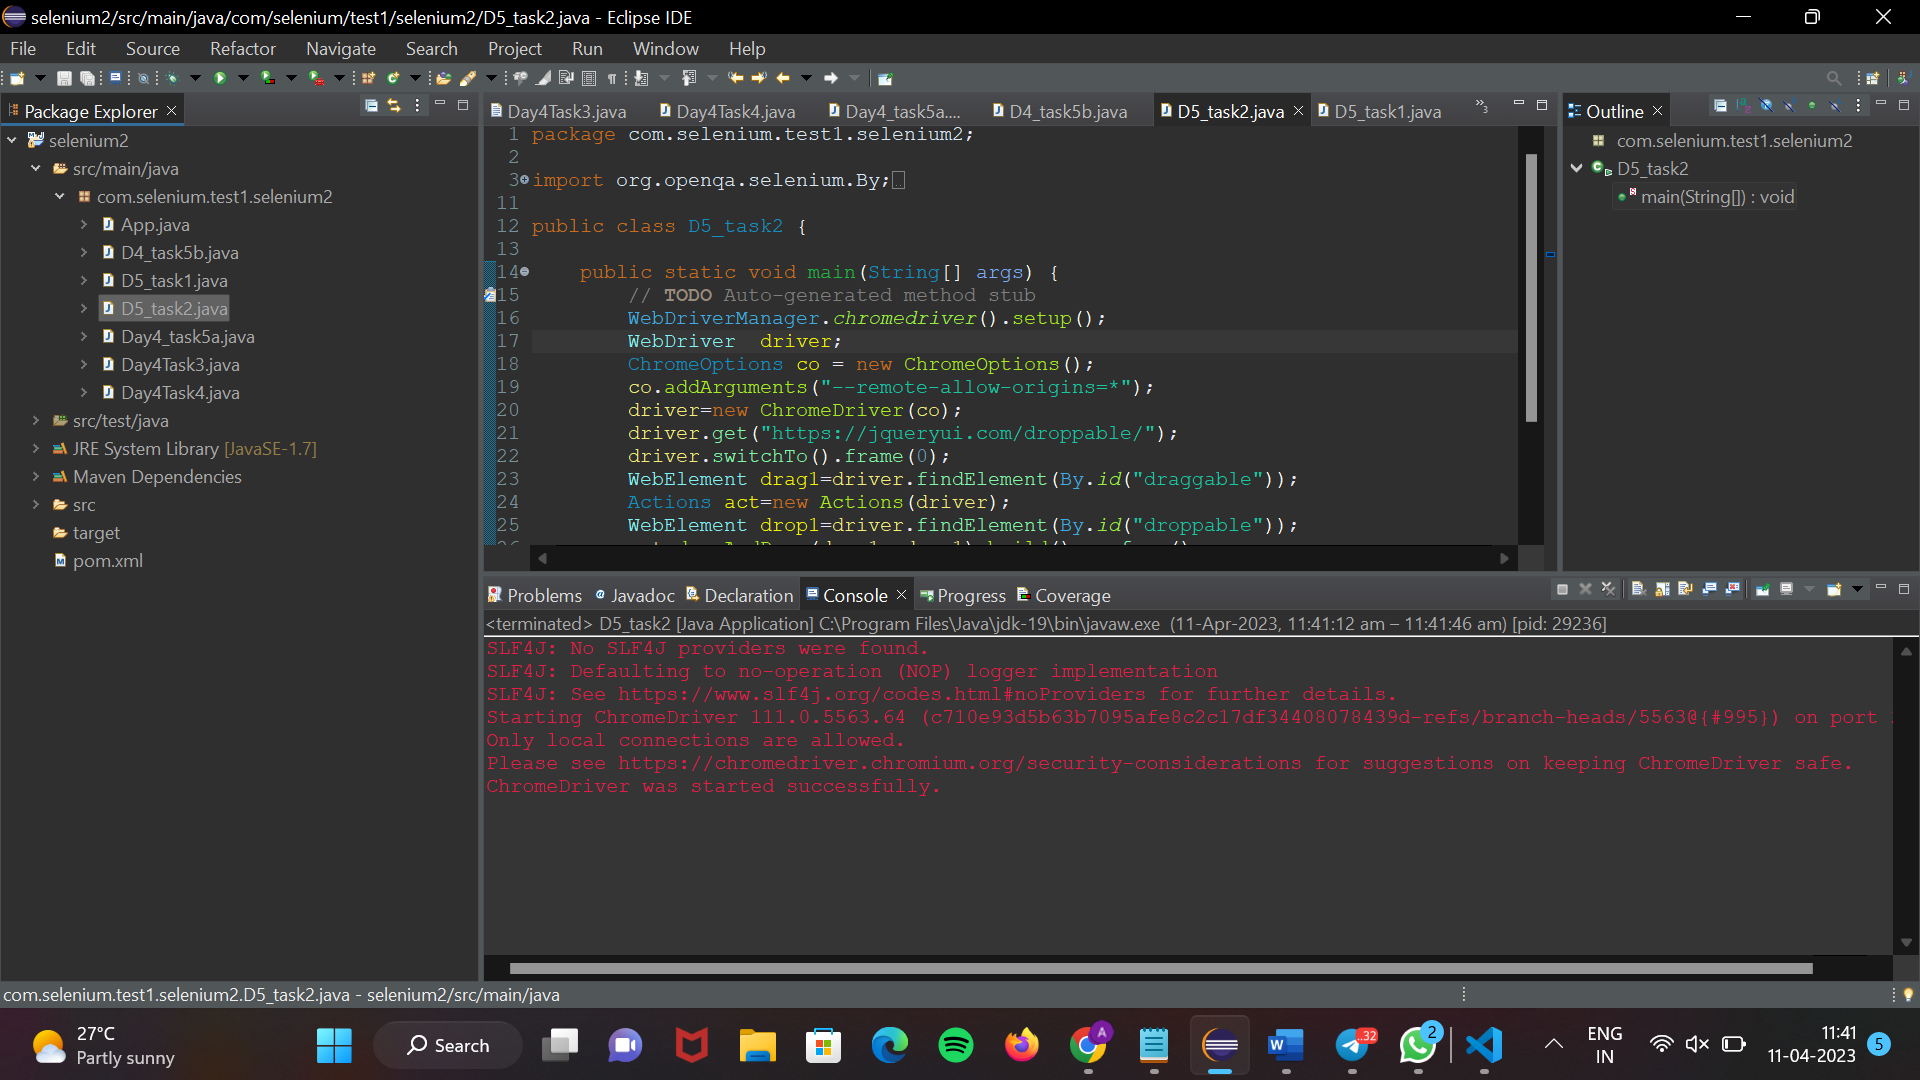 selenium2/src/main/java/com/selenium/test1/selenium2/D5_task2.java - Eclipse IDE
File Edit Source Refactor Navigate Search Project Run Window Help
Package Explorer
selenium2
src/main/java
com.selenium.test1.selenium2
App.java
D4_task5b.java
D5_task1.java
D5_task2.java
Day4_task5a.java
Day4Task3.java
Day4Task4.java
src/test/java
JRE System Library [JavaSE-1.7]
Maven Dependencies
src
target
pom.xml
Day4Task3.java Day4Task4.java Day4_task5a.... D4_task5b.java D5_task2.java D5_task1.java »3
1 package com.selenium.test1.selenium2;
2
3 import org.openqa.selenium.By;
11
12 public class D5_task2 {
13
14 public static void main(String[] args) {
15 // TODO Auto-generated method stub
16 WebDriverManager.chromedriver().setup();
17 WebDriver  driver;
18 ChromeOptions co = new ChromeOptions();
19 co.addArguments("--remote-allow-origins=*");
20 driver=new ChromeDriver(co);
21 driver.get("https://jqueryui.com/droppable/");
22 driver.switchTo().frame(0);
23 WebElement drag1=driver.findElement(By.id("draggable"));
24 Actions act=new Actions(driver);
25 WebElement drop1=driver.findElement(By.id("droppable"));
Outline
com.selenium.test1.selenium2
D5_task2
main(String[]) : void
Problems Javadoc Declaration Console Progress Coverage
<terminated> D5_task2 [Java Application] C:\Program Files\Java\jdk-19\bin\javaw.exe (11-Apr-2023, 11:41:12 am – 11:41:46 am) [pid: 29236]
SLF4J: No SLF4J providers were found.
SLF4J: Defaulting to no-operation (NOP) logger implementation
SLF4J: See https://www.slf4j.org/codes.html#noProviders for further details.
Starting ChromeDriver 111.0.5563.64 (c710e93d5b63b7095afe8c2c17df34408078439d-refs/branch-heads/5563@{#995}) on port
Only local connections are allowed.
Please see https://chromedriver.chromium.org/security-considerations for suggestions on keeping ChromeDriver safe.
ChromeDriver was started successfully.
com.selenium.test1.selenium2.D5_task2.java - selenium2/src/main/java
27°C
Partly sunny
Search
A
..32
2
ENG
IN
11:41
11-04-2023
5